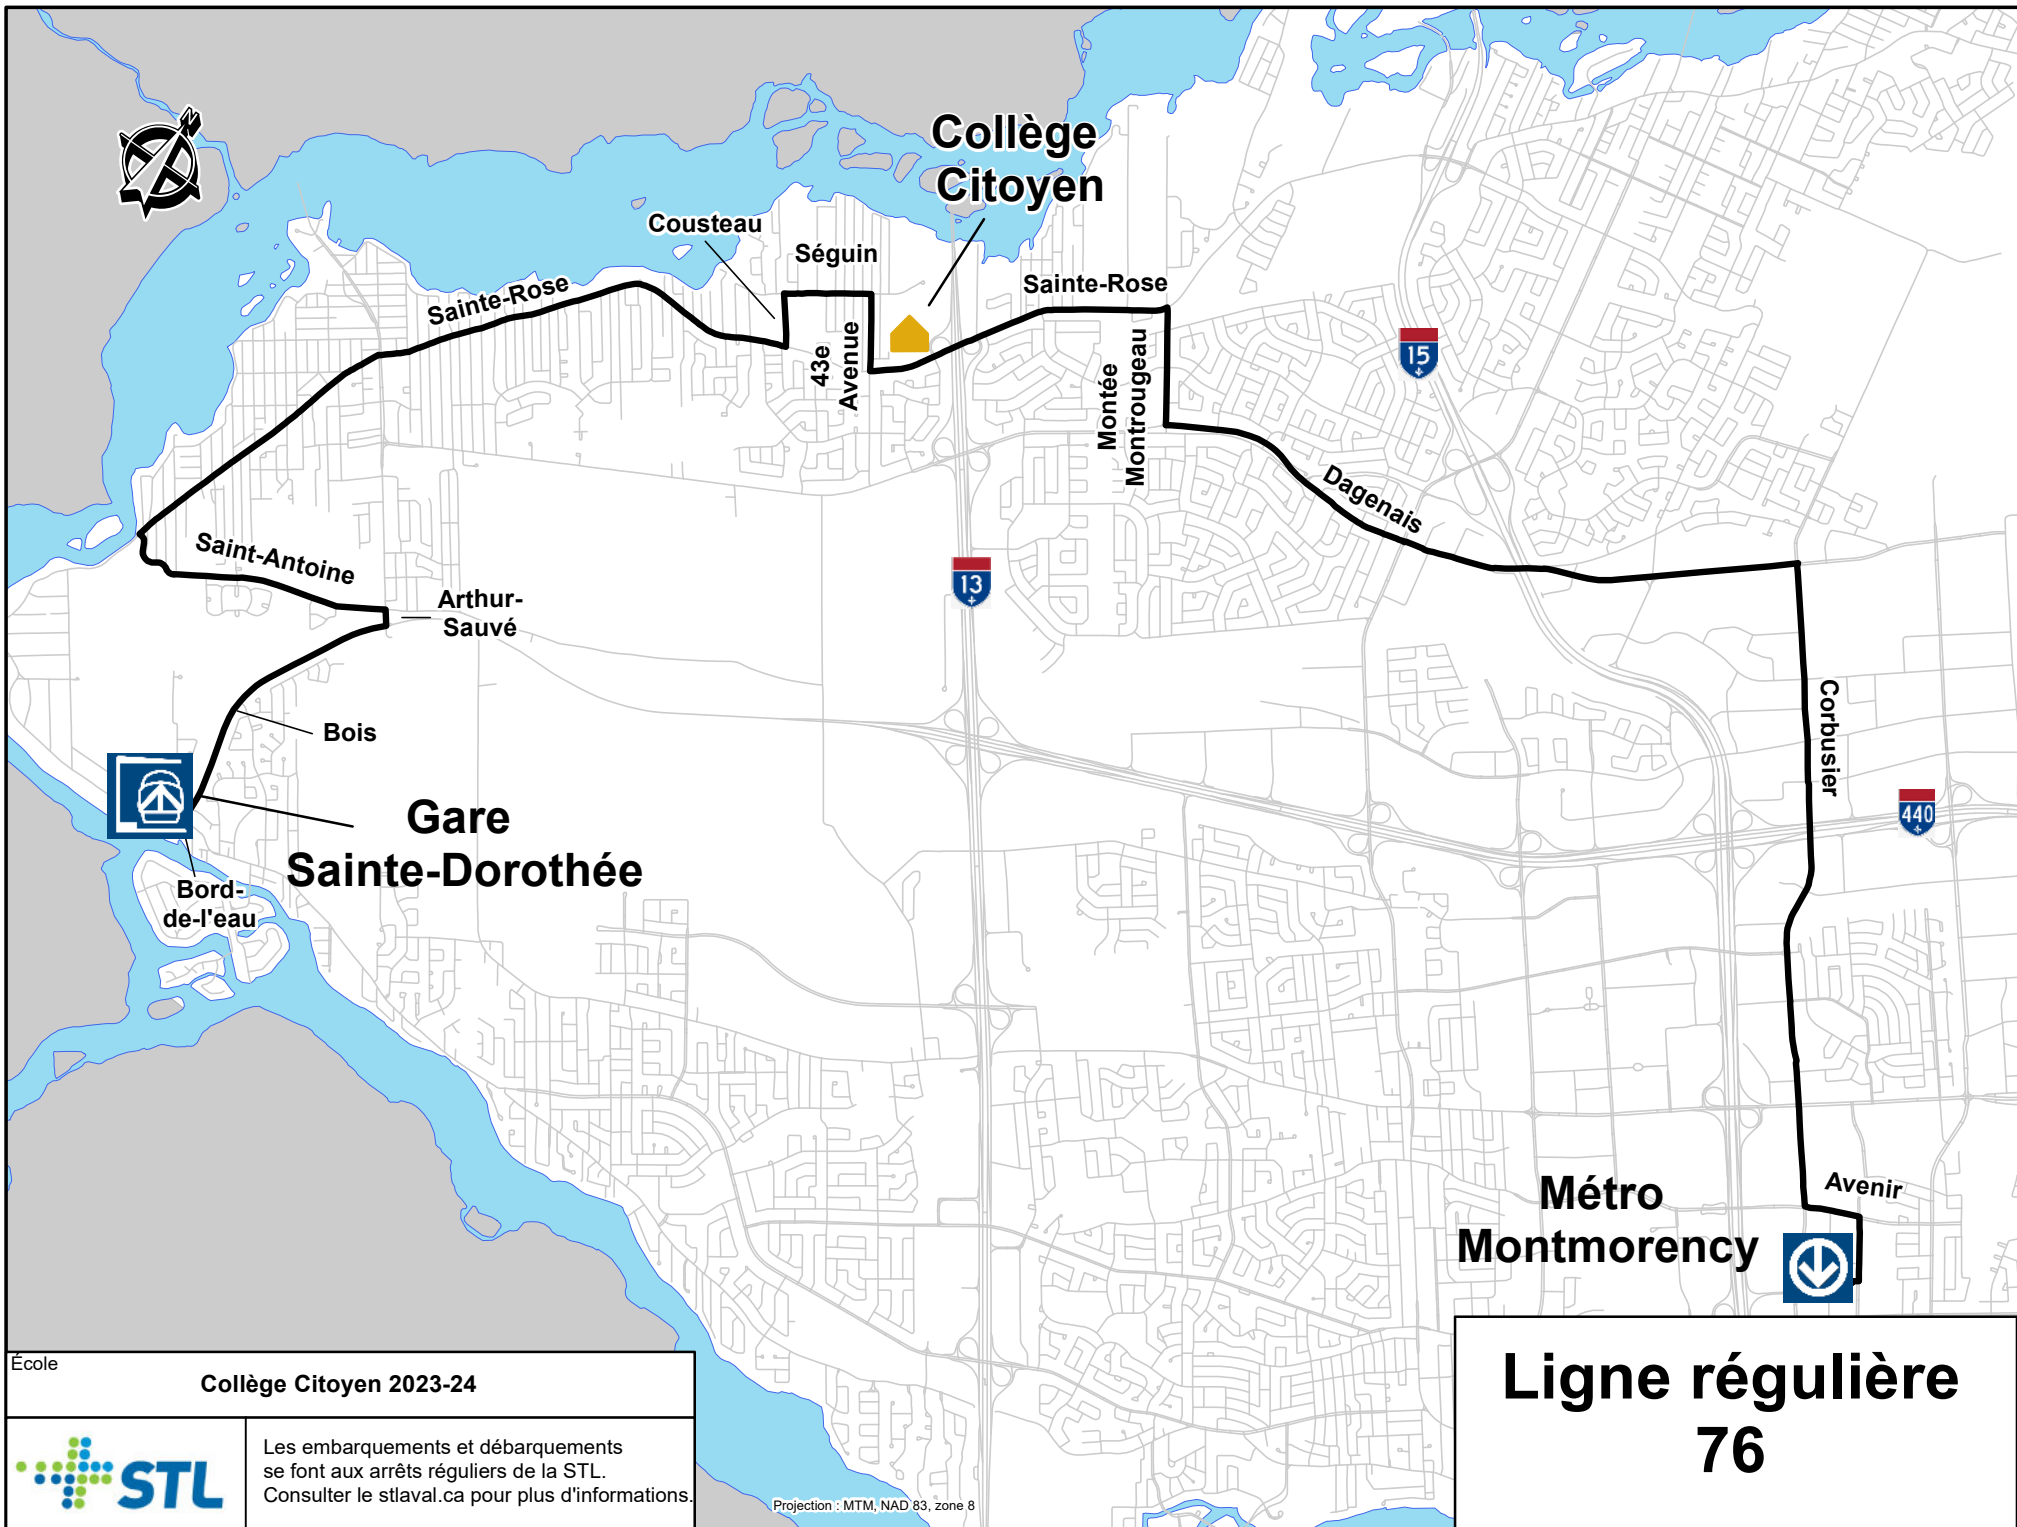 N
Collège
Citoyen
Cousteau
Séguin
Sainte-Rose
Sainte-Rose
43e
Avenue
Montée
Montrougeau
15
Dagenais
Saint-Antoine
13
Arthur-
Sauvé
Corbusier
Bois
440
Gare
Sainte-Dorothée
Bord-
de-l'eau
Avenir
Métro
Montmorency
École
Collège Citoyen 2023-24
STL
Les embarquements et débarquements
se font aux arrêts réguliers de la STL.
Consulter le stlaval.ca pour plus d'informations.
Projection : MTM, NAD 83, zone 8
Ligne régulière
76